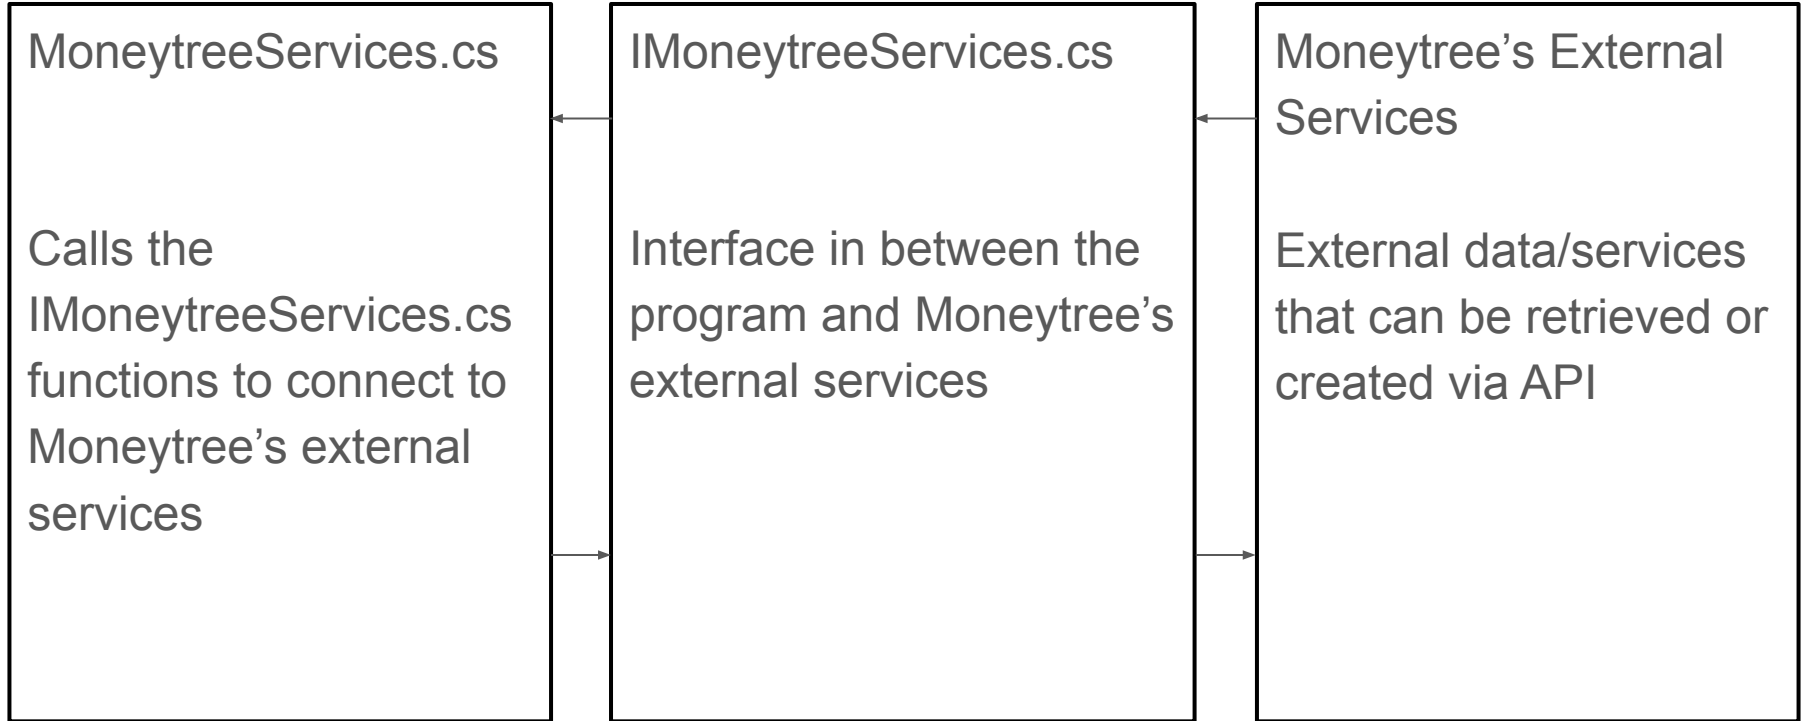 MoneytreeServices.cs
Calls the
IMoneytreeServices.cs
functions to connect to
Moneytree’s external
services
IMoneytreeServices.cs
Interface in between the
program and Moneytree’s
external services
Moneytree’s External
Services
External data/services
that can be retrieved or
created via API